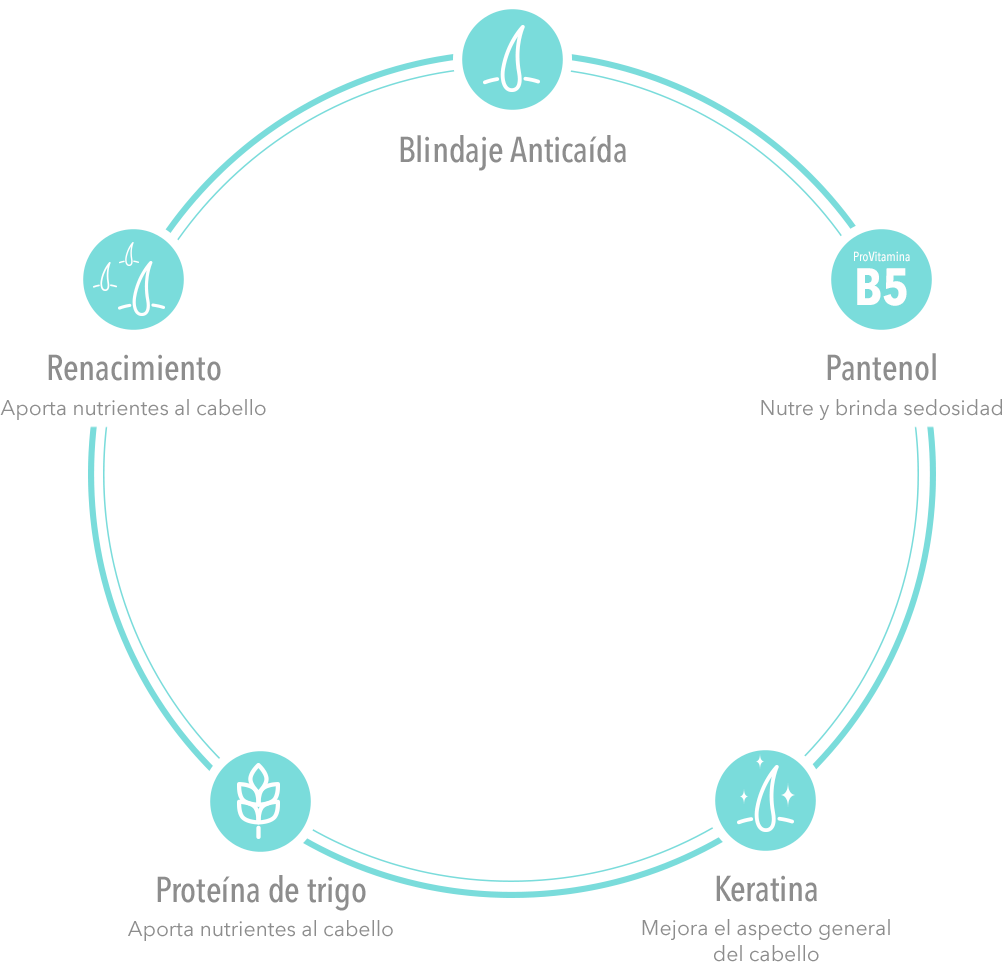 Blindaje Anticaída
ProVitamina
B5
Renacimiento
Aporta nutrientes al cabello
Pantenol
Nutre y brinda sedosidad
Proteína de trigo
Aporta nutrientes al cabello
Keratina
Mejora el aspecto general
del cabello